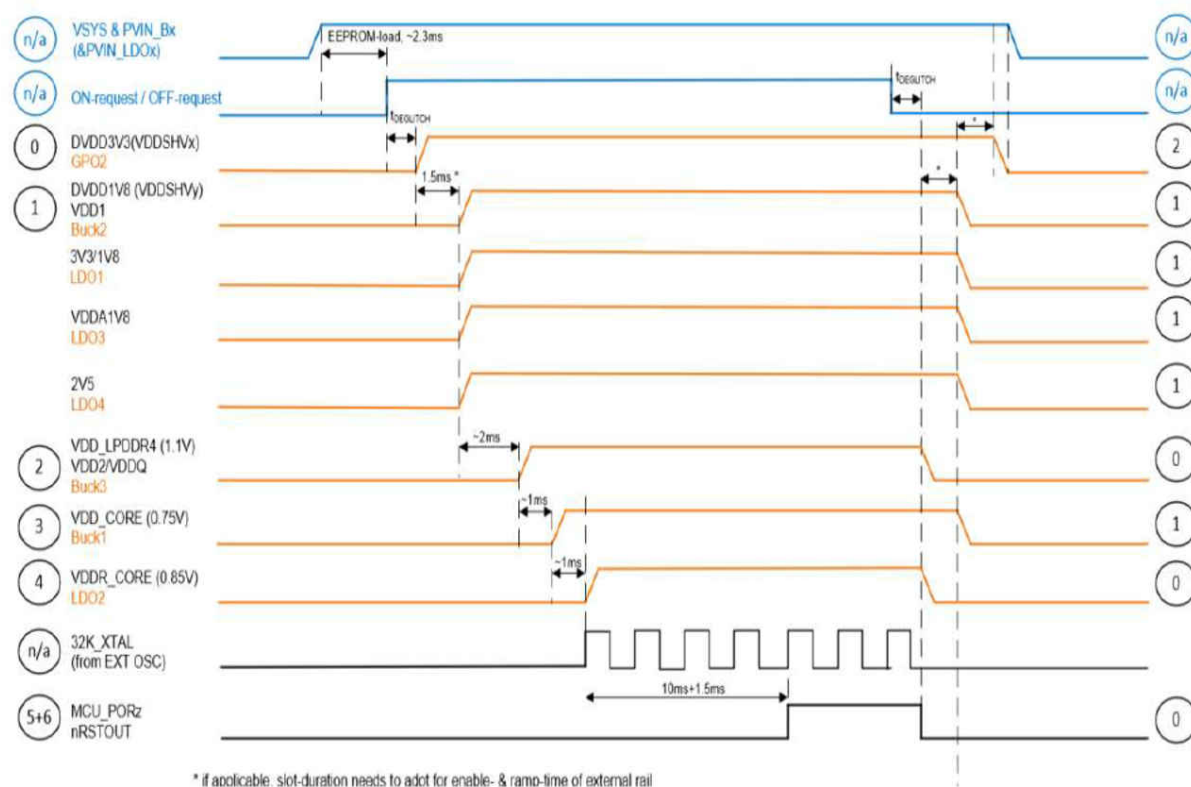 n/a
VSYS & PVIN_Bx
(&PVIN_LDOx)
EEPROM-load, ~2.3ms
n/a
n/a
ON-request / OFF-request
tDEGLITCH
tDEGLITCH
n/a
0
DVDD3V3(VDDSHVx)
GPO2
*
2
1.5ms *
*
1
DVDD1V8 (VDDSHVy)
VDD1
Buck2
1
3V3/1V8
LDO1
1
VDDA1V8
LDO3
1
2V5
LDO4
1
2
VDD_LPDDR4 (1.1V)
VDD2/VDDQ
Buck3
~2ms
0
3
VDD_CORE (0.75V)
Buck1
~1ms
1
4
VDDR_CORE (0.85V)
LDO2
~1ms
0
n/a
32K_XTAL
(from EXT OSC)
10ms+1.5ms
5+6
MCU_PORz
nRSTOUT
0
* if applicable, slot-duration needs to adot for enable- & ramp-time of external rail